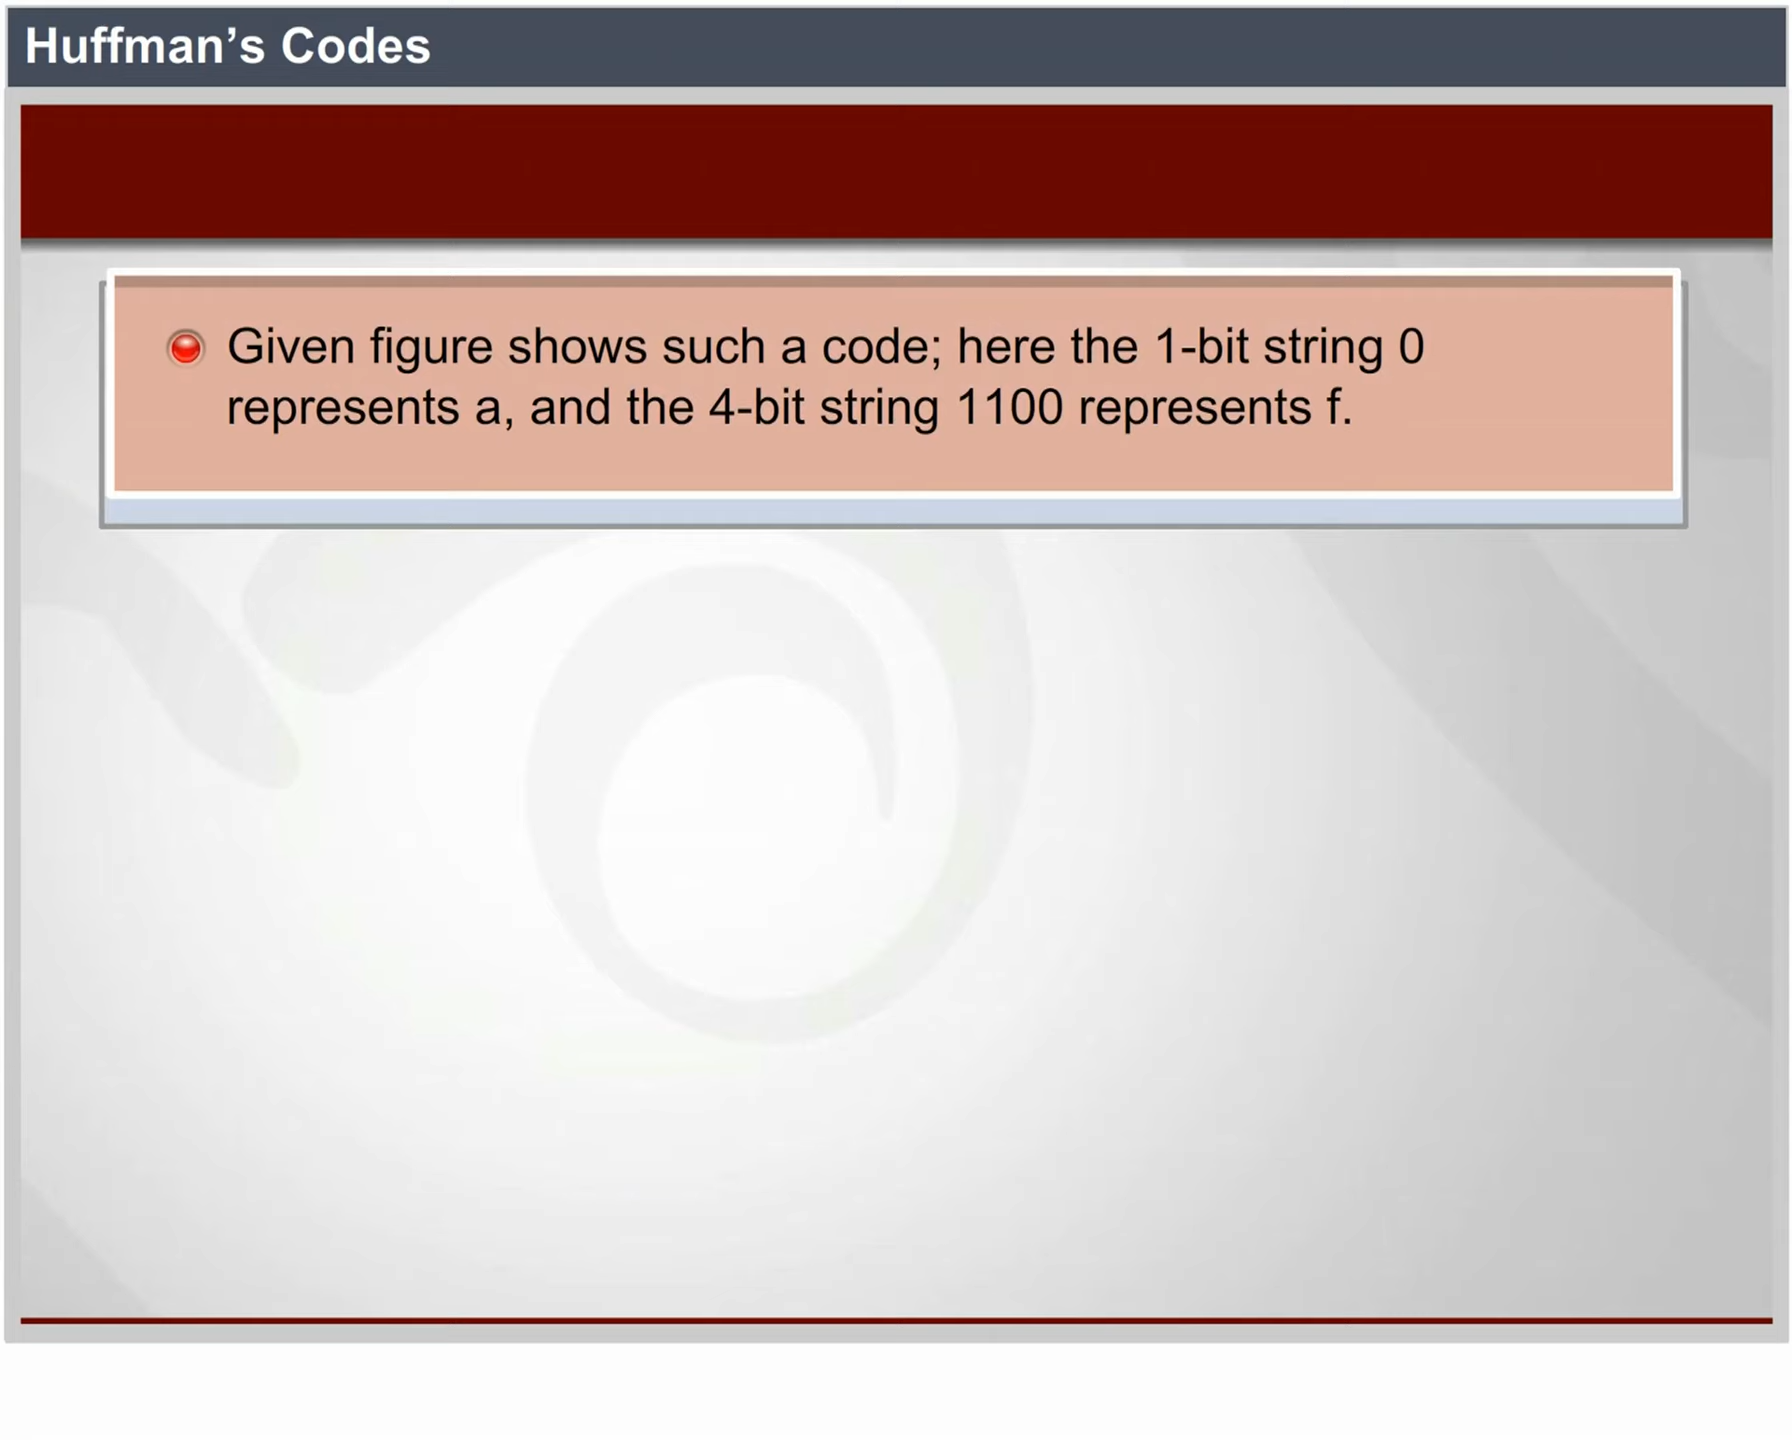 Huffman’s Codes
Given figure shows such a code; here the 1-bit string 0
represents a, and the 4-bit string 1100 represents f.